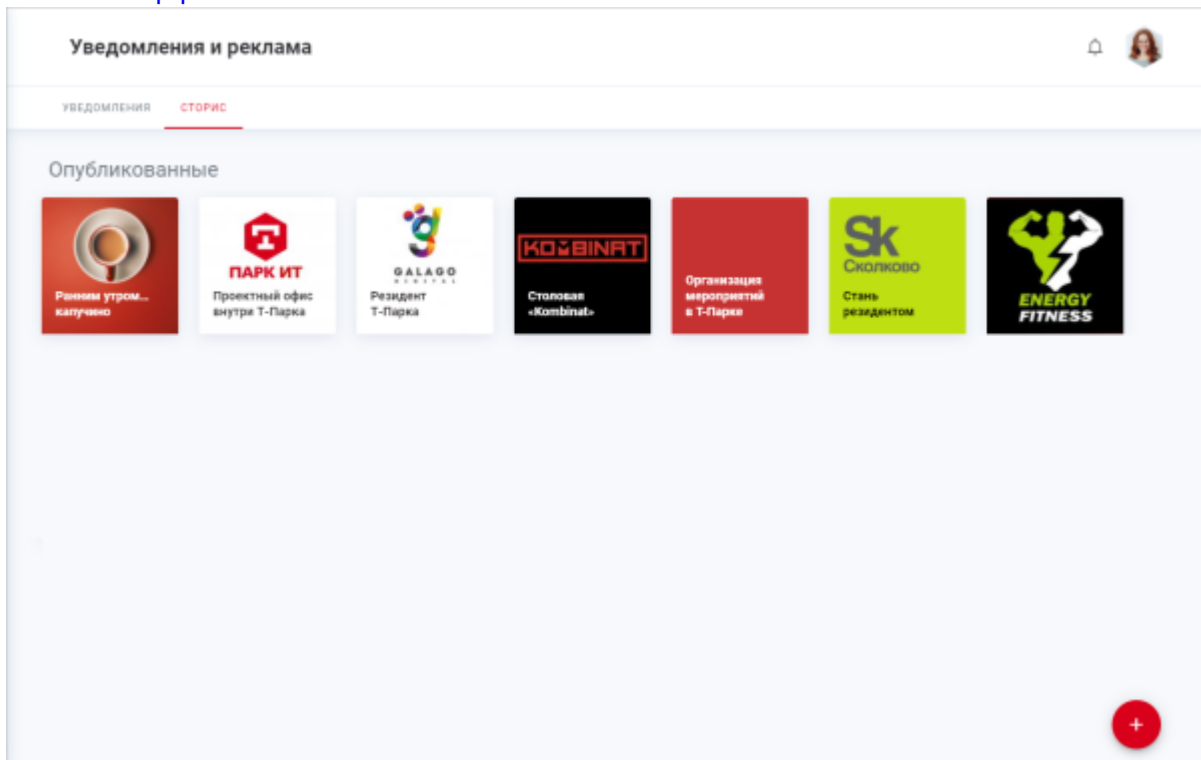 Уведомления и реклама
УВЕДОМЛЕНИЯ
СТОРИС
Опубликованные
Ранним утром...
капучино
ПАРК ИТ
Проектный офис
внутри Т-Парка
g
GALAGO
DIGITAL
Резидент
Т-Парка
KOMBINAT
Столовая
«Kombinat»
Организация
мероприятий
в Т-Парке
Sk
Сколково
Стань
резидентом
ENERGY
FITNESS
+